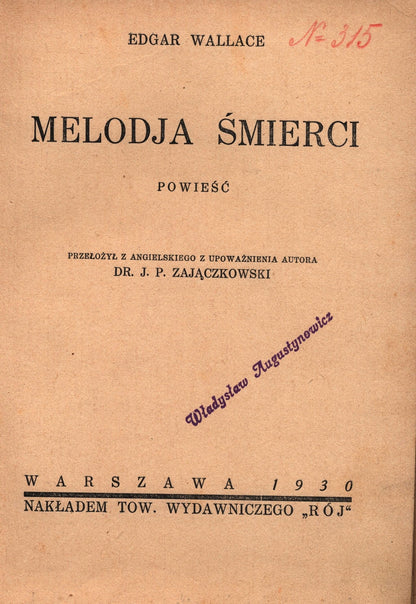 EDGAR WALLACE
№ 315
MELODJA ŚMIERCI
POWIEŚĆ
PRZEŁOŻYŁ Z ANGIELSKIEGO Z UPOWAŻNIENIA AUTORA
DR. J. P. ZAJĄCZKOWSKI
Władysław Augustynowicz
WARSZAWA 1930
NAKŁADEM TOW. WYDAWNICZEGO „RÓJ“